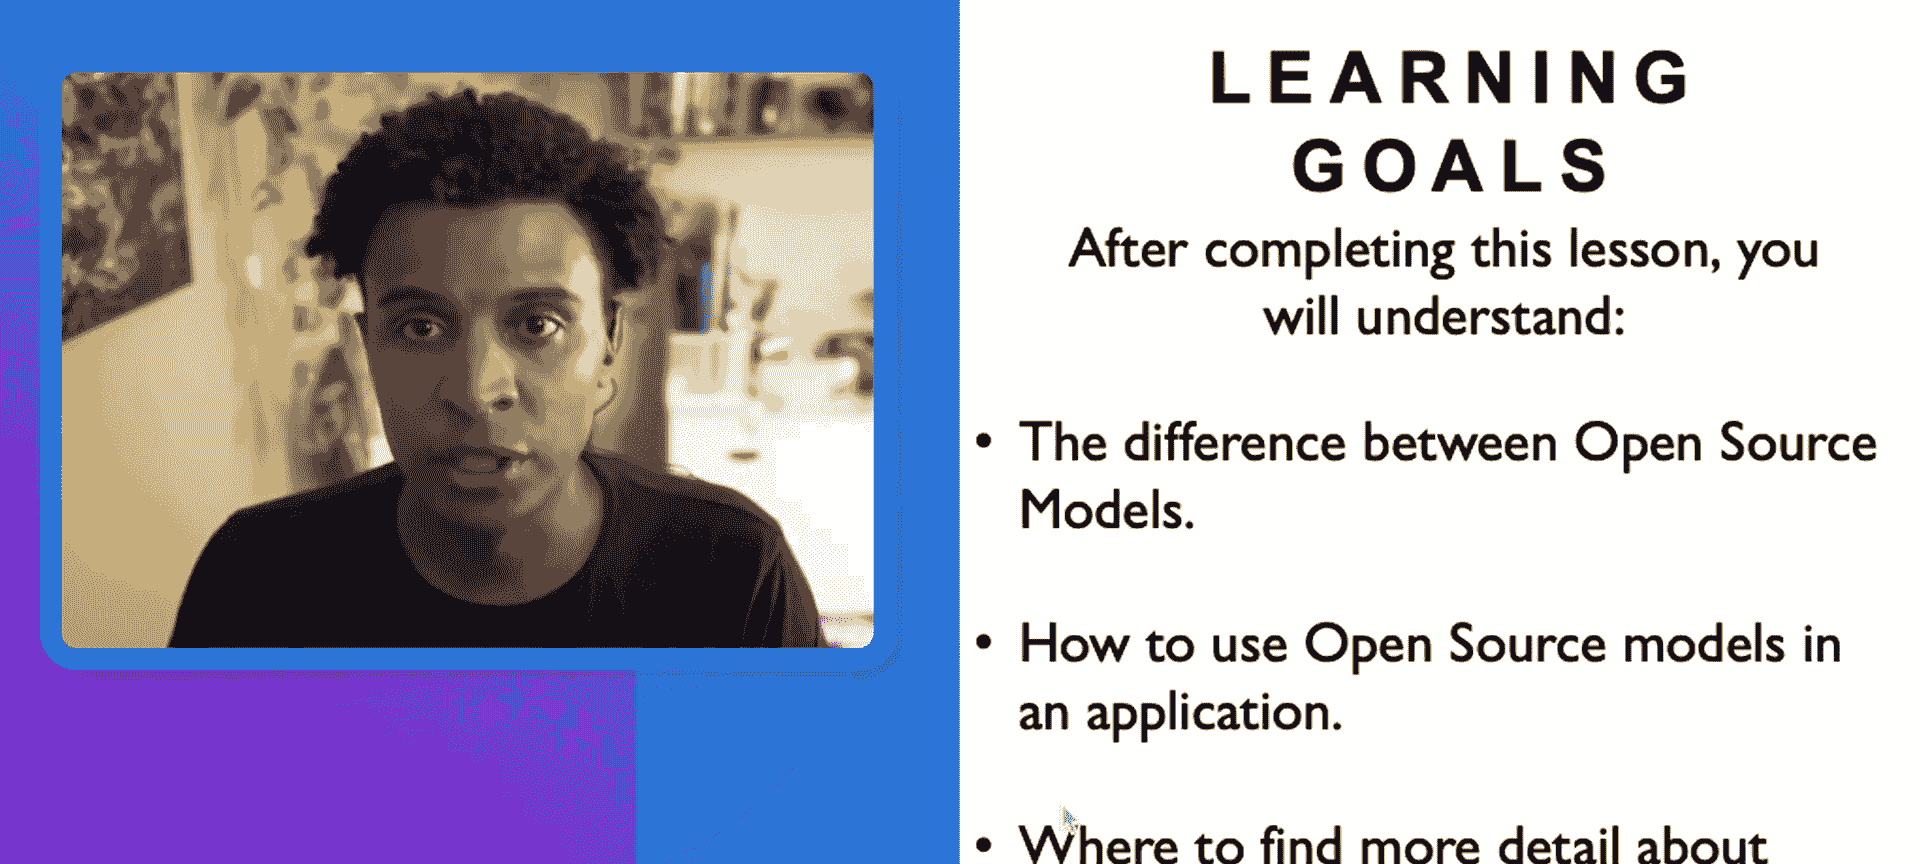 LEARNING
GOALS
After completing this lesson, you
will understand:
• The difference between Open Source
Models.
• How to use Open Source models in
an application.
• Where to find more detail about